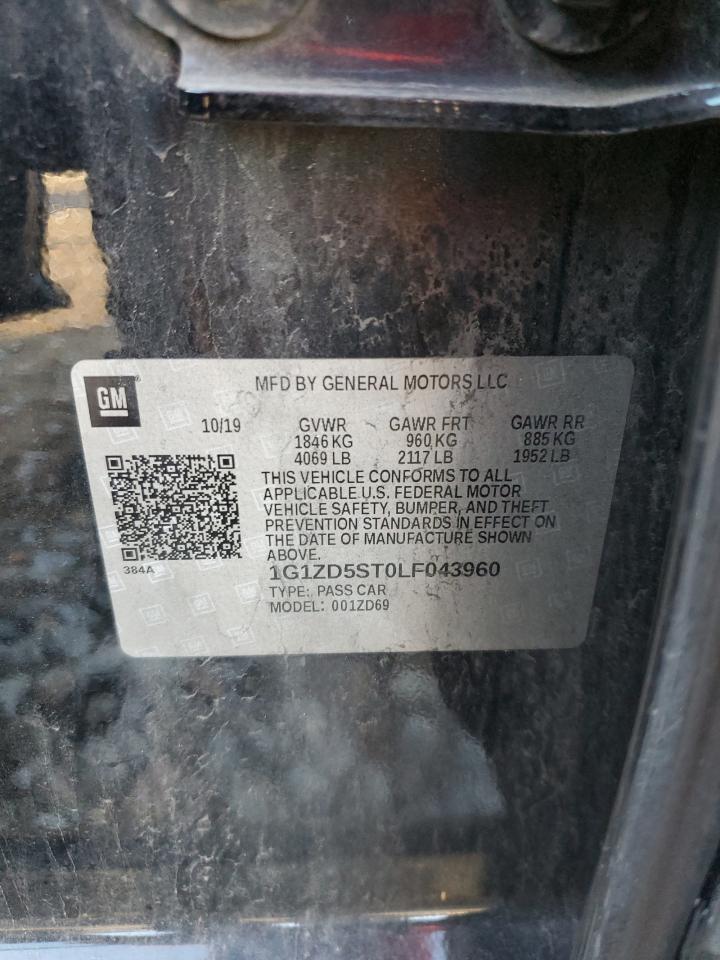 GM
MFD BY GENERAL MOTORS LLC
10/19 GVWR GAWR FRT GAWR RR
1846 KG 960 KG 885 KG
4069 LB 2117 LB 1952 LB
THIS VEHICLE CONFORMS TO ALL
APPLICABLE U.S. FEDERAL MOTOR
VEHICLE SAFETY, BUMPER, AND THEFT
PREVENTION STANDARDS IN EFFECT ON
THE DATE OF MANUFACTURE SHOWN
ABOVE.
384A
1G1ZD5ST0LF043960
TYPE: PASS CAR
MODEL: 001ZD69